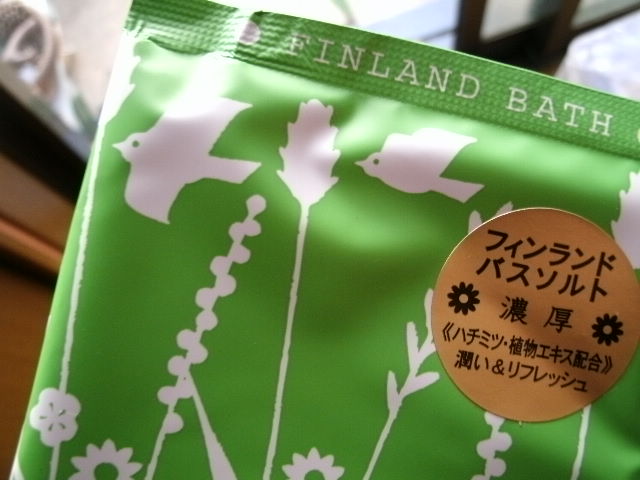 FINLAND BATH
フィンランド
バスソルト
濃厚
《ハチミツ・植物エキス配合》
潤い&リフレッシュ